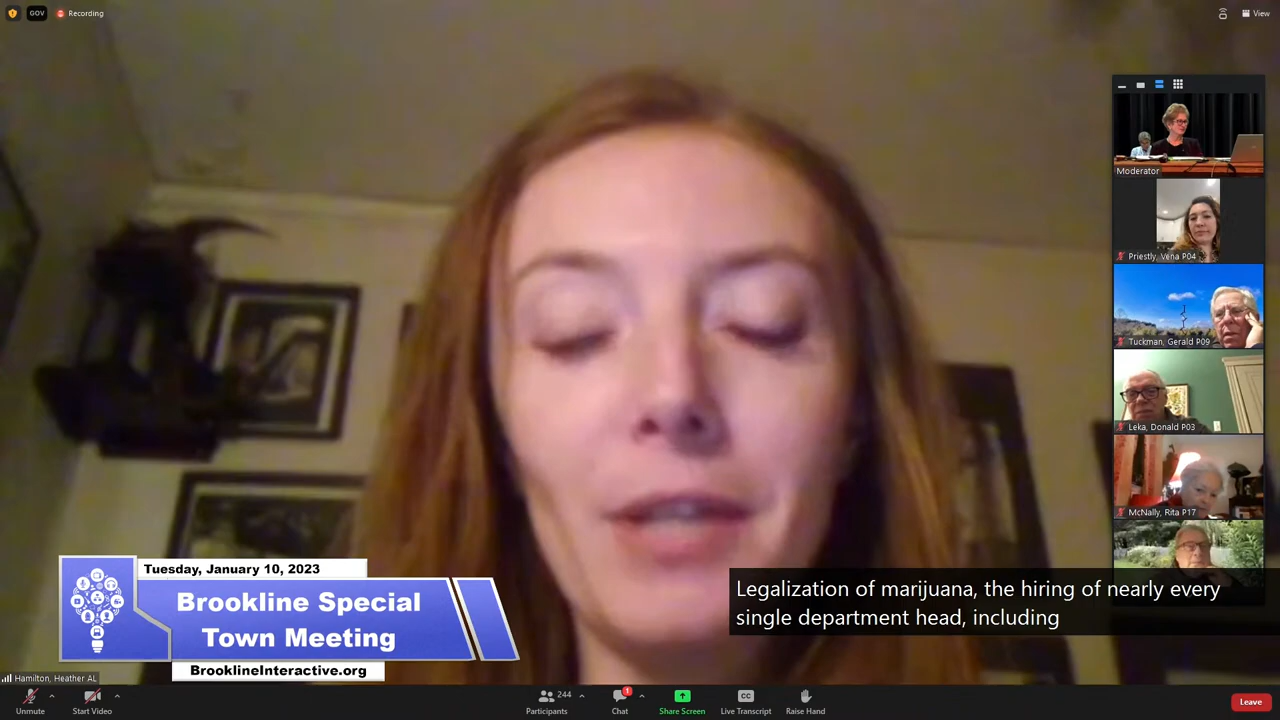 GOV
Recording
View
Moderator
Priestly, Vena P04
Tuckman, Gerald P09
Leka, Donald P03
McNally, Rita P17
Tuesday, January 10, 2023
Brookline Special
Town Meeting
BrooklineInteractive.org
Legalization of marijuana, the hiring of nearly every
single department head, including
Hamilton, Heather AL
Unmute
Start Video
244
Participants
1
Chat
Share Screen
CC
Live Transcript
Raise Hand
Leave